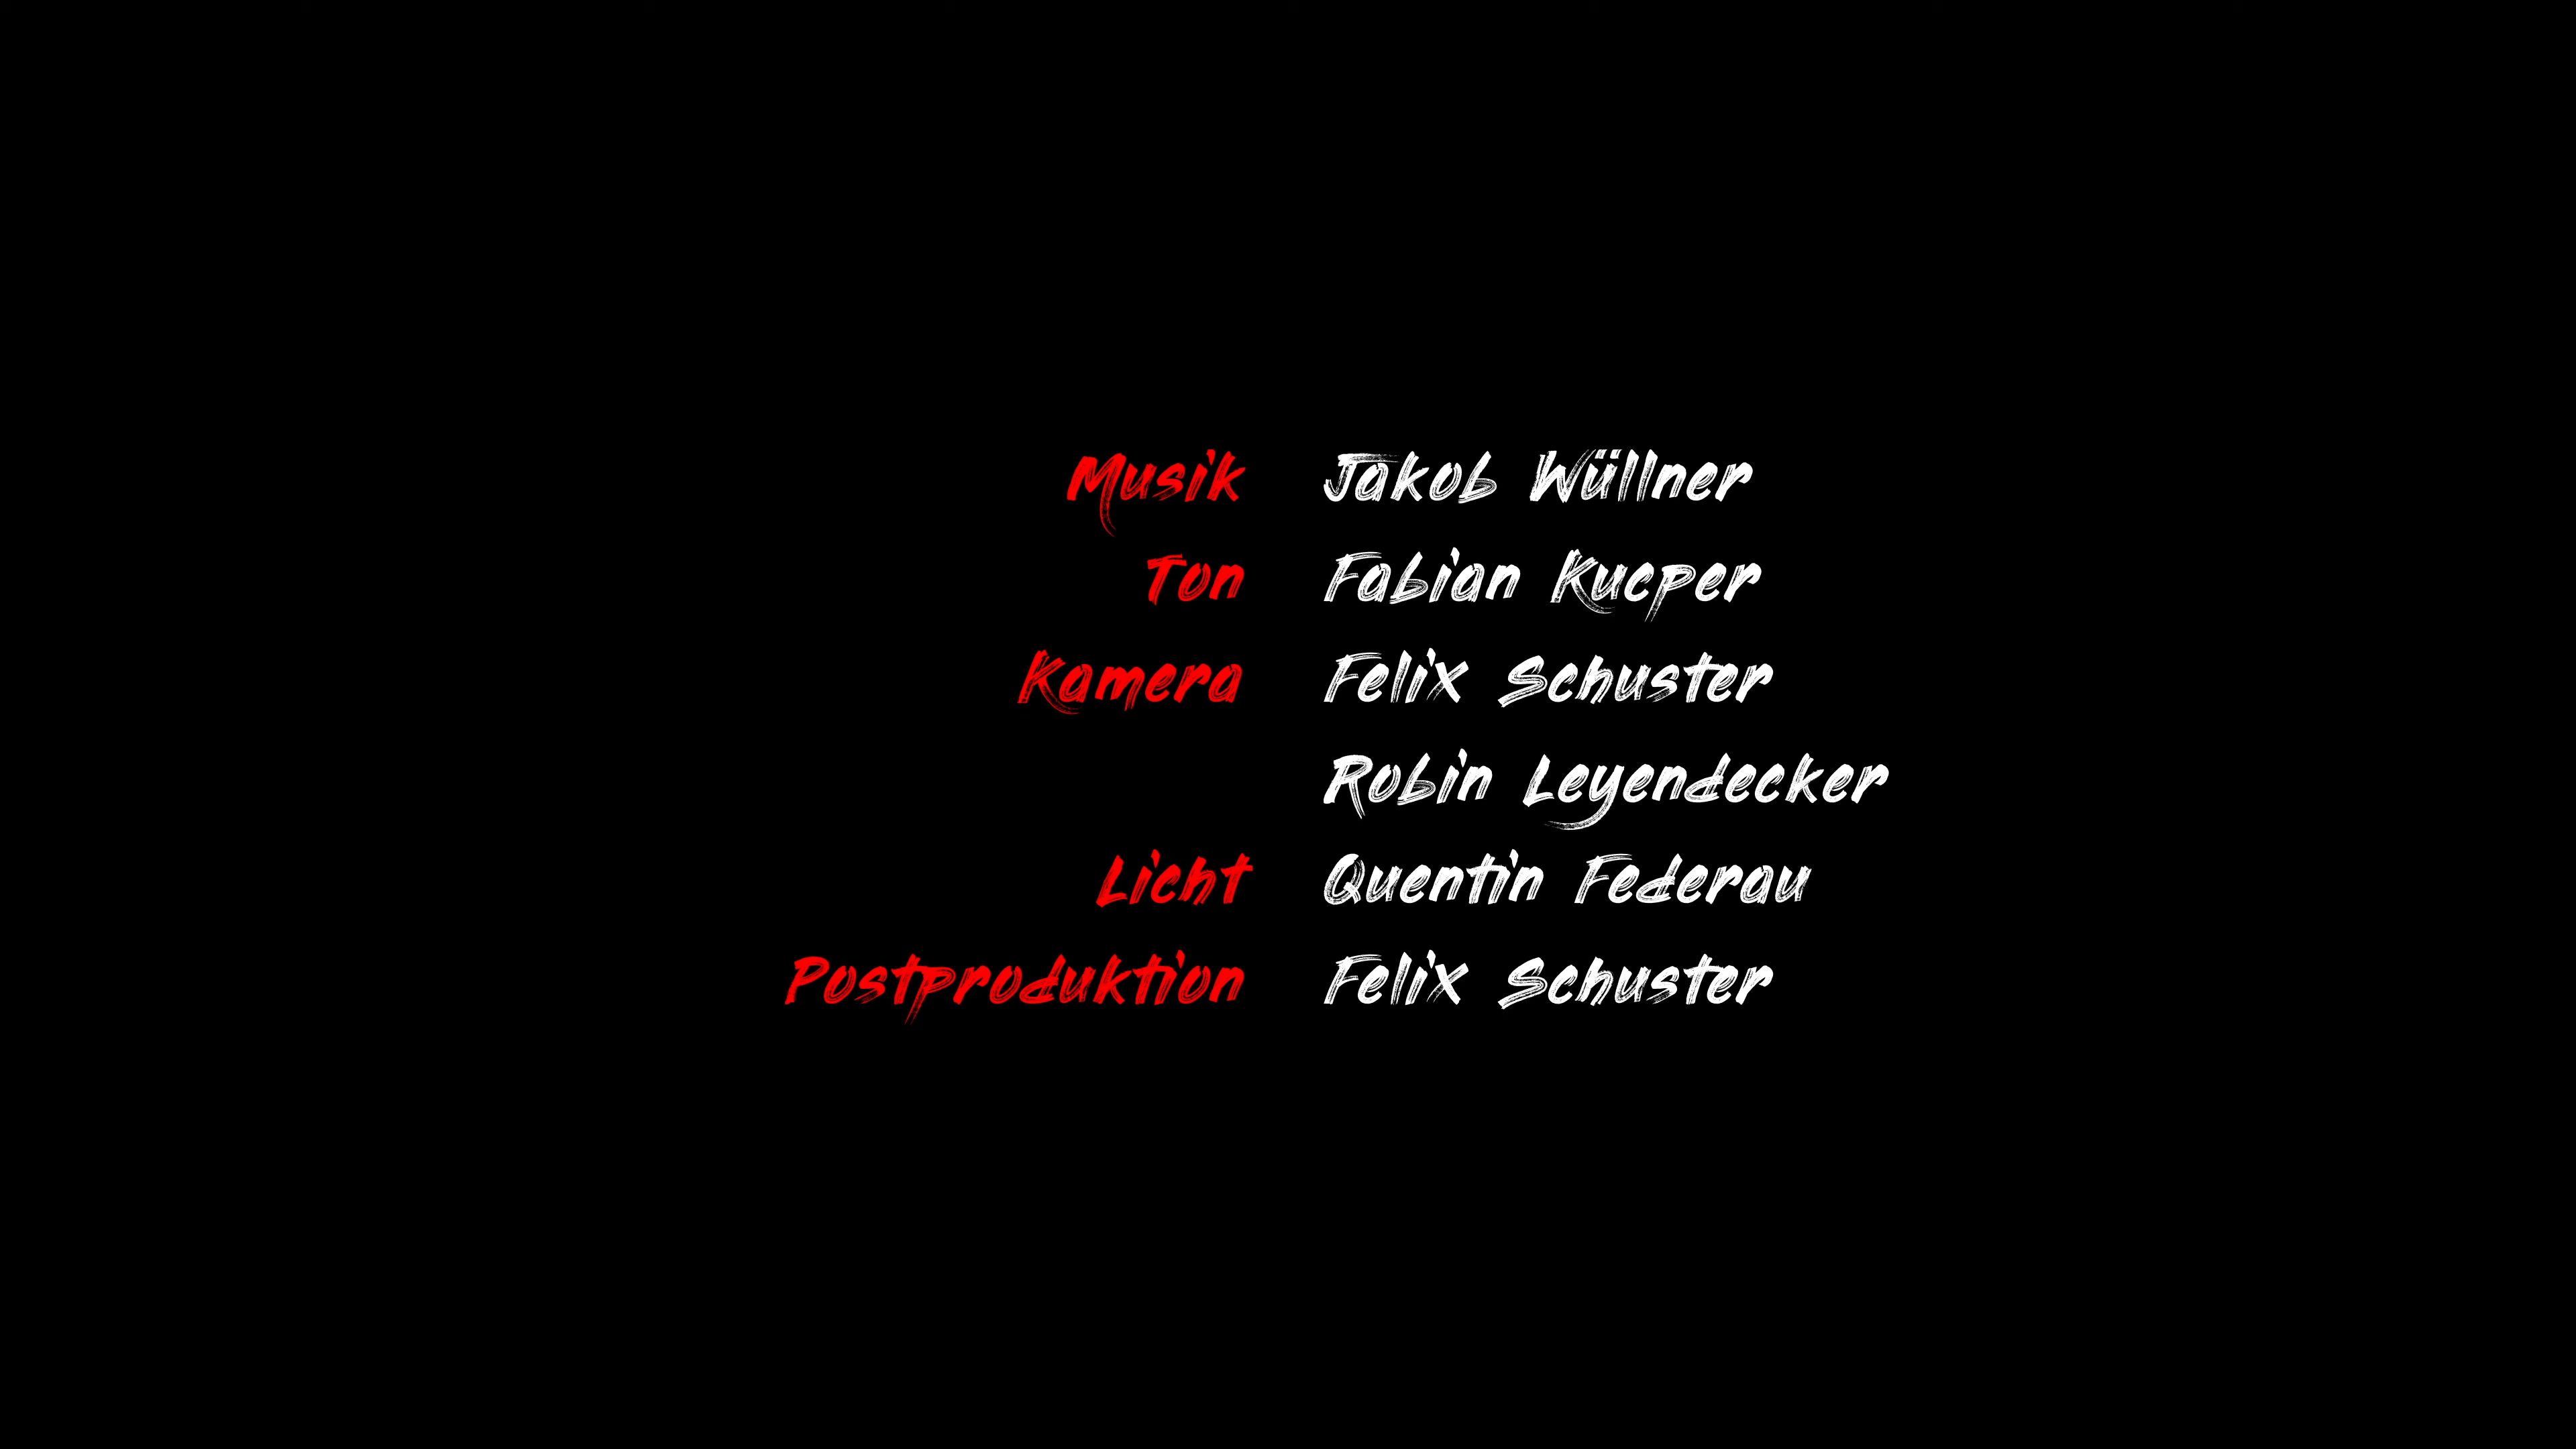 Musik Jakob Wüllner
Ton Fabian Kucper
Kamera Felix Schuster
Robin Leyendecker
Licht Quentin Federau
Postproduktion Felix Schuster